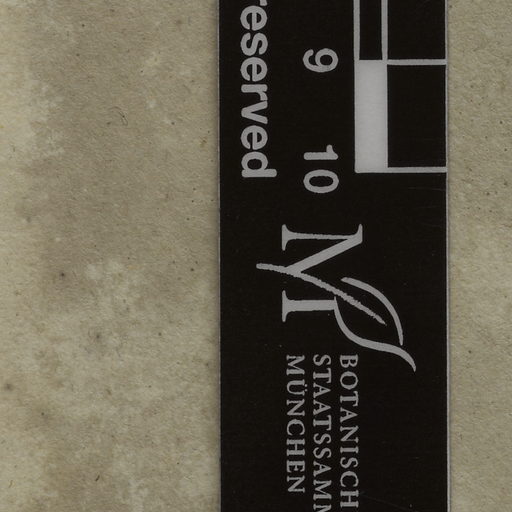 reserved
9 10
M
BOTANISCH
STAATSSAMM
MÜNCHEN